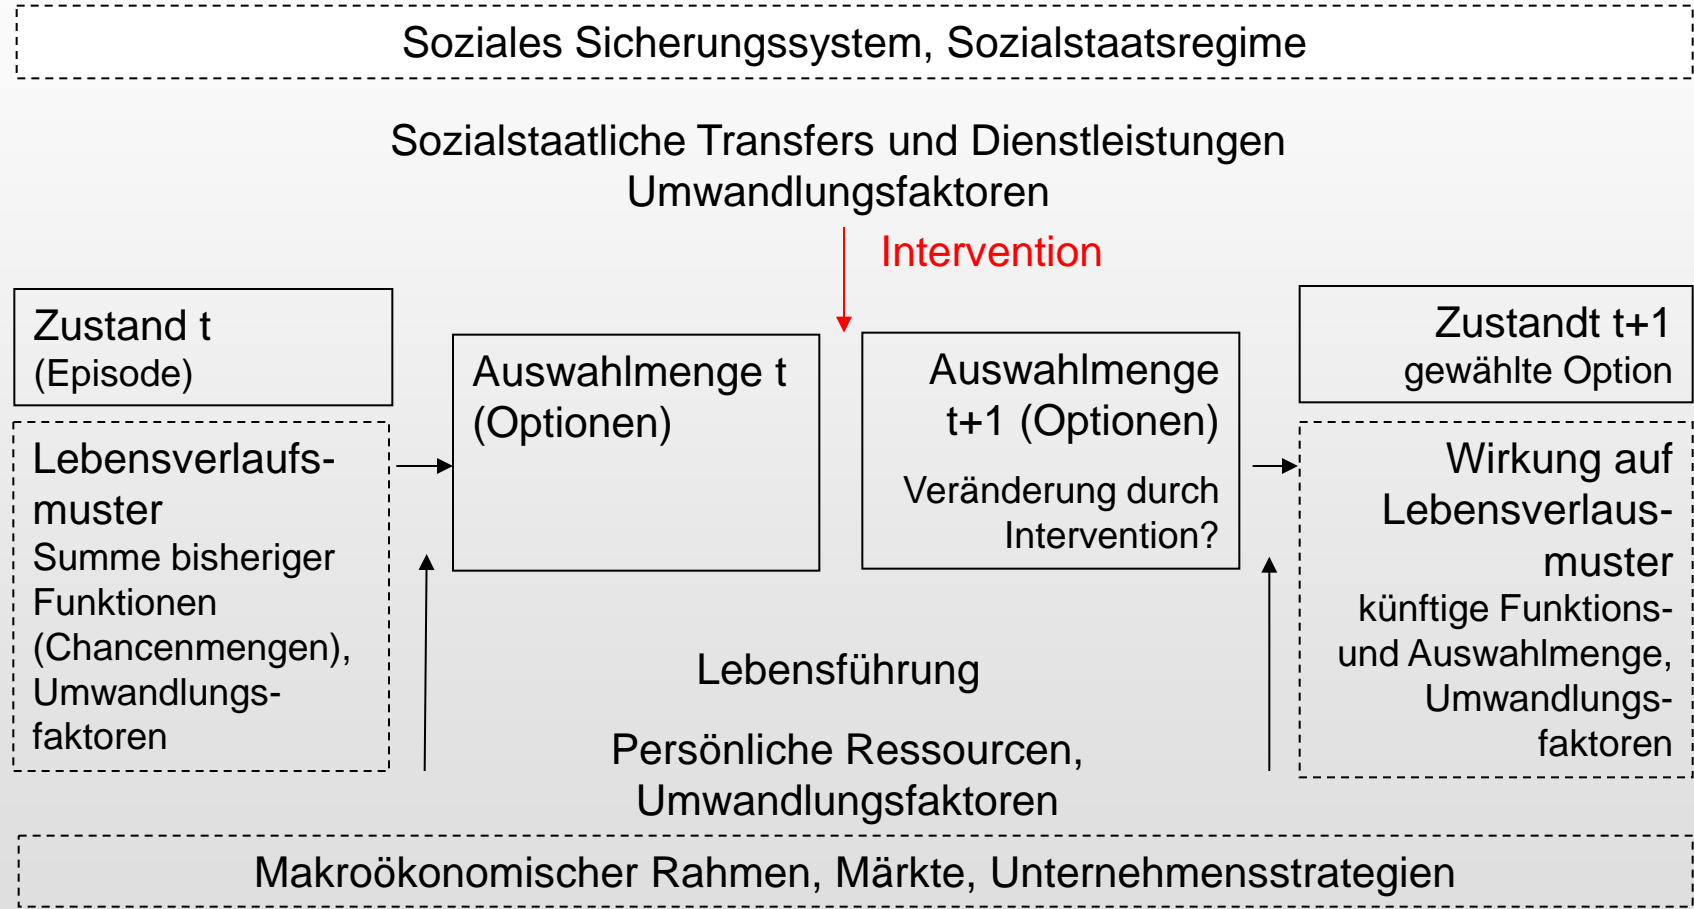 Soziales Sicherungssystem, Sozialstaatsregime
Sozialstaatliche Transfers und Dienstleistungen
Umwandlungsfaktoren
Intervention
Zustand t
(Episode)
Lebensverlaufs-
muster
Summe bisheriger
Funktionen
(Chancenmengen),
Umwandlungs-
faktoren
Auswahlmenge t
(Optionen)
Auswahlmenge
t+1 (Optionen)
Veränderung durch
Intervention?
Zustandt t+1
gewählte Option
Wirkung auf
Lebensverlaus-
muster
künftige Funktions-
und Auswahlmenge,
Umwandlungs-
faktoren
Lebensführung
Persönliche Ressourcen,
Umwandlungsfaktoren
Makroökonomischer Rahmen, Märkte, Unternehmensstrategien